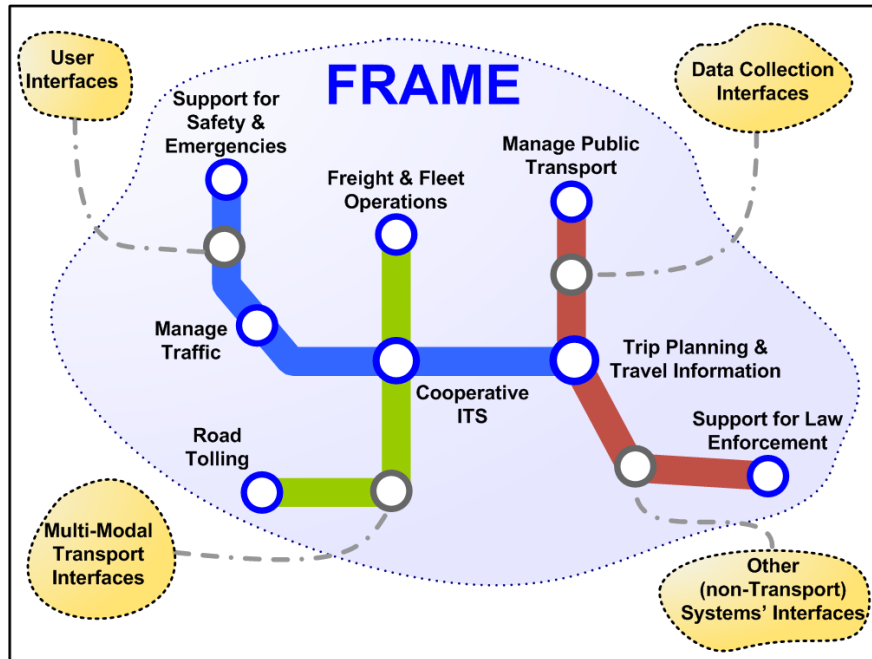 FRAME
User
Interfaces
Data Collection
Interfaces
Support for
Safety &
Emergencies
Manage Public
Transport
Freight & Fleet
Operations
Manage
Traffic
Trip Planning &
Travel Information
Cooperative
ITS
Support for Law
Enforcement
Road
Tolling
Multi-Modal
Transport
Interfaces
Other
(non-Transport)
Systems' Interfaces